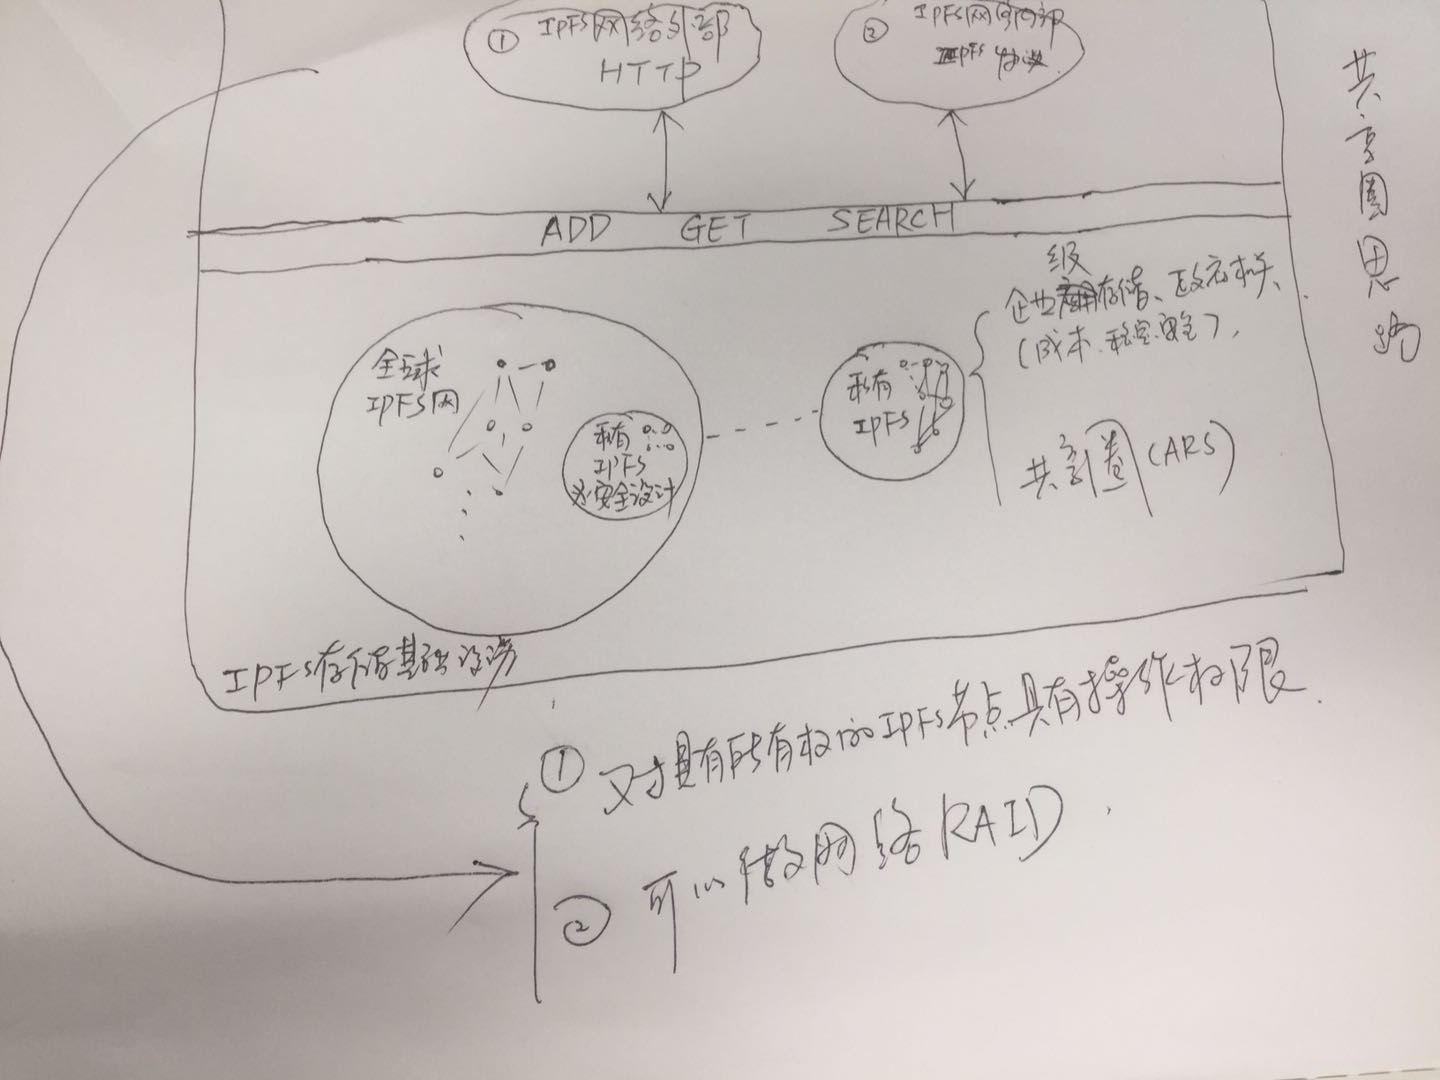 ① IPFS网络外部
HTTP
② IPFS网络内部
IPFS协议
共享圈思路
ADD GET SEARCH
全球
IPFS网
私有
IPFS
安全设计
私有
IPFS
级
企业 存储、政府机关、
(成本、稳定、安全),
共享圈(ARS)
IPFS存储基础设施
① 对具有所有权的IPFS节点具有操作权限.
② 可以做网络RAID.